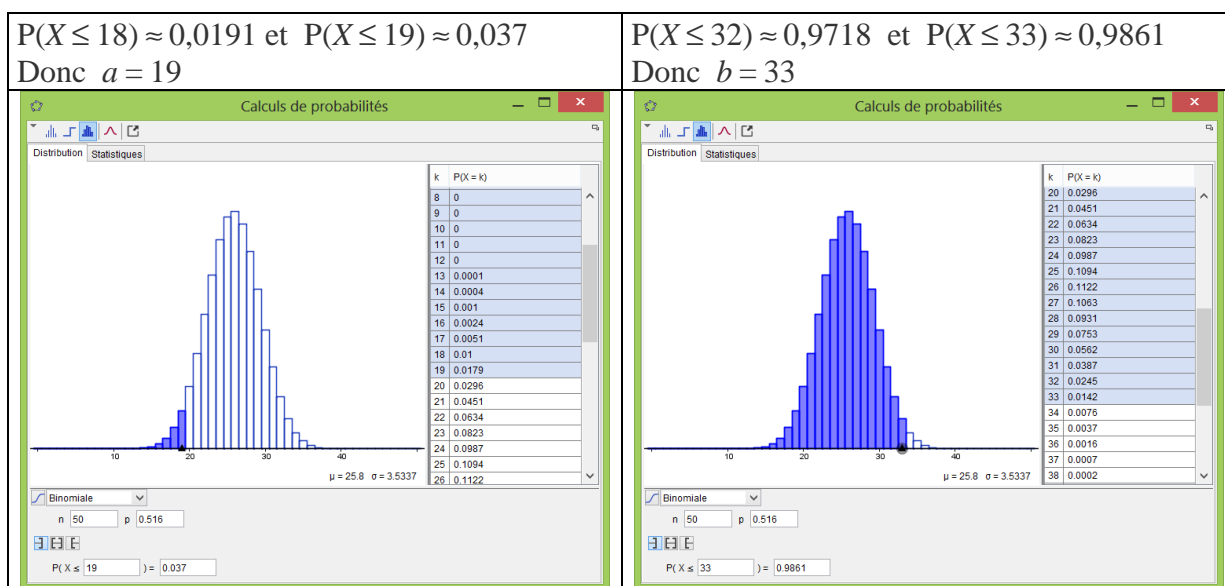 P(X ≤ 18) ≈ 0,0191 et P(X ≤ 19) ≈ 0,037
Donc a = 19
Calculs de probabilités
Distribution Statistiques
k P(X = k)
8 0
9 0
10 0
11 0
12 0
13 0.0001
14 0.0004
15 0.001
16 0.0024
17 0.0051
18 0.01
19 0.0179
20 0.0296
21 0.0451
22 0.0634
23 0.0823
24 0.0987
25 0.1094
26 0.1122
10 20 30 40
μ = 25.8 σ = 3.5337
Binomiale
n 50 p 0.516
P( X ≤ 19 ) = 0.037
P(X ≤ 32) ≈ 0,9718 et P(X ≤ 33) ≈ 0,9861
Donc b = 33
Calculs de probabilités
Distribution Statistiques
k P(X = k)
20 0.0296
21 0.0451
22 0.0634
23 0.0823
24 0.0987
25 0.1094
26 0.1122
27 0.1063
28 0.0931
29 0.0753
30 0.0562
31 0.0387
32 0.0245
33 0.0142
34 0.0076
35 0.0037
36 0.0016
37 0.0007
38 0.0002
10 20 30 40
μ = 25.8 σ = 3.5337
Binomiale
n 50 p 0.516
P( X ≤ 33 ) = 0.9861